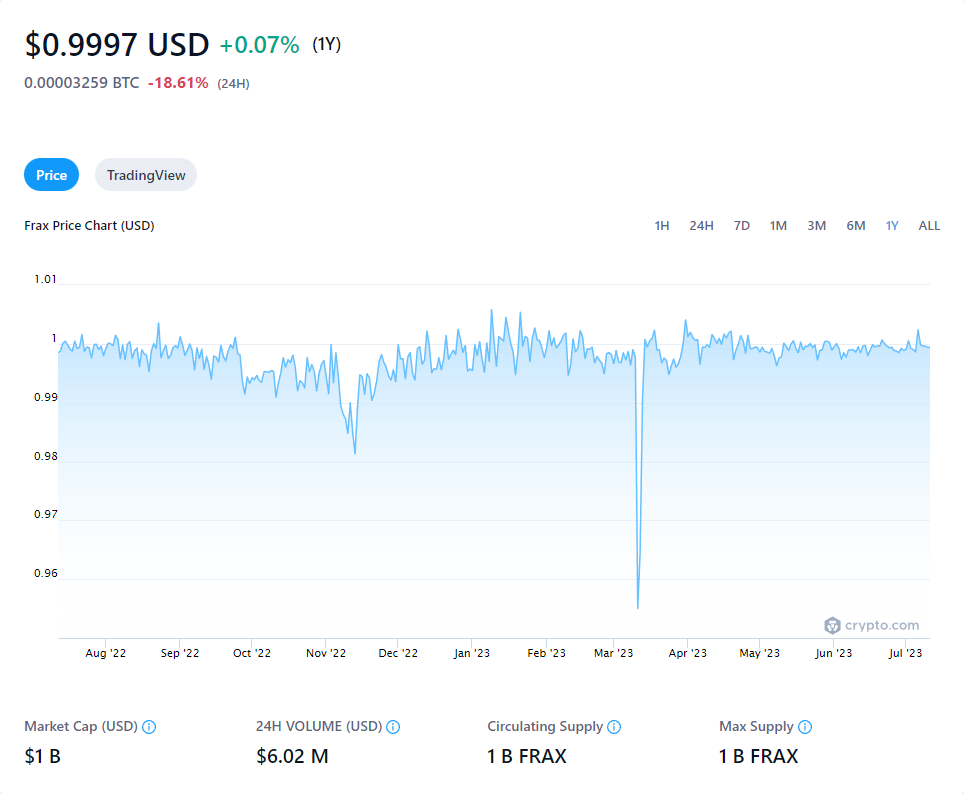 $0.9997 USD +0.07% (1Y)
0.00003259 BTC -18.61% (24H)
Price TradingView
Frax Price Chart (USD) 1H 24H 7D 1M 3M 6M 1Y ALL
1.01
1
0.99
0.98
0.97
0.96
crypto.com
Aug '22 Sep '22 Oct '22 Nov '22 Dec '22 Jan '23 Feb '23 Mar '23 Apr '23 May '23 Jun '23 Jul '23
Market Cap (USD) 24H VOLUME (USD) Circulating Supply Max Supply
$1 B $6.02 M 1 B FRAX 1 B FRAX